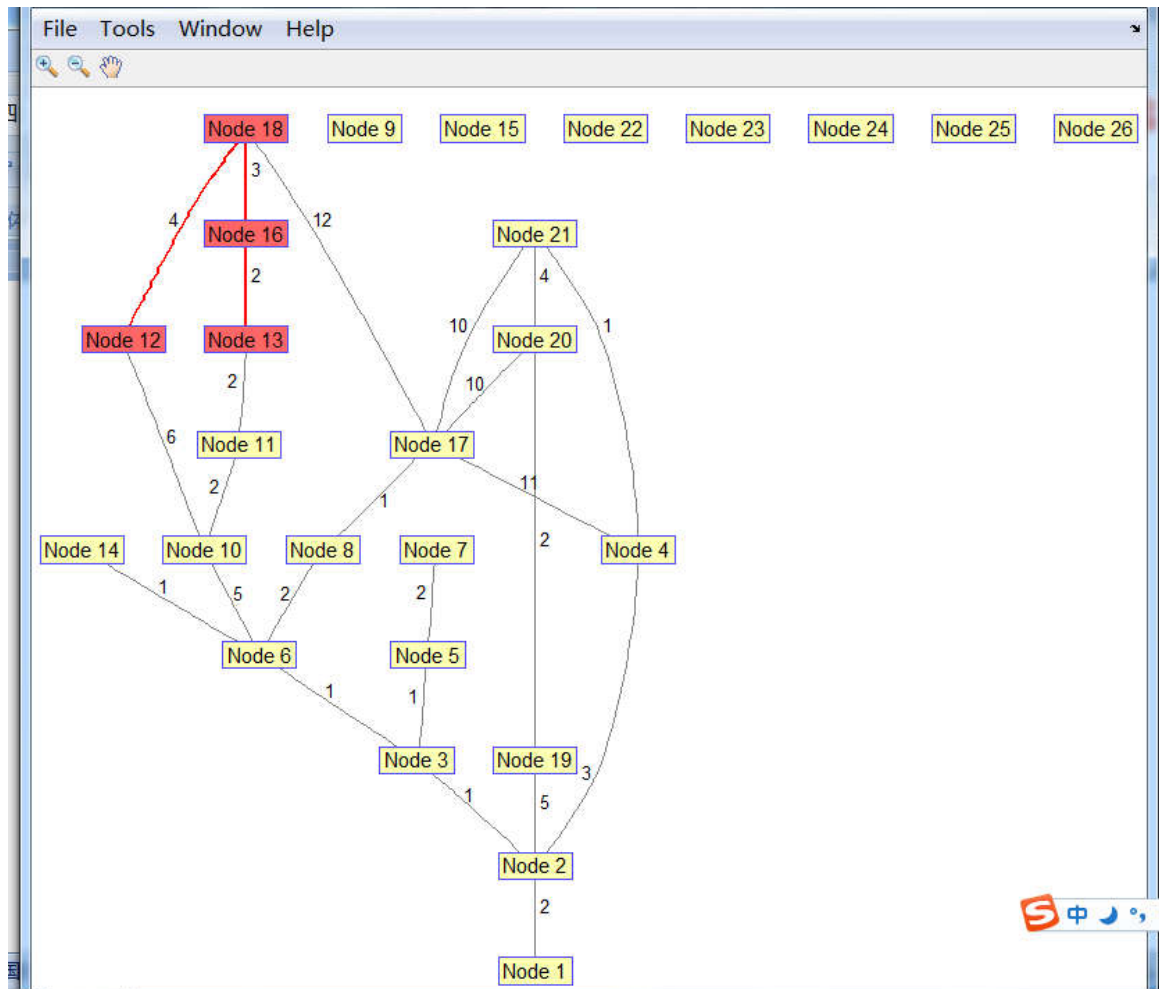 File Tools Window Help
Node 18 Node 9 Node 15 Node 22 Node 23 Node 24 Node 25 Node 26
3
4 12
Node 16 Node 21
2 4
10 1
Node 12 Node 13 Node 20
2 10
6
Node 11 Node 17
2 11
1
2
Node 14 Node 10 Node 8 Node 7 Node 4
1 5 2 2
Node 6 Node 5
1 1
Node 3 Node 19
3
1 5
Node 2
2
中
Node 1